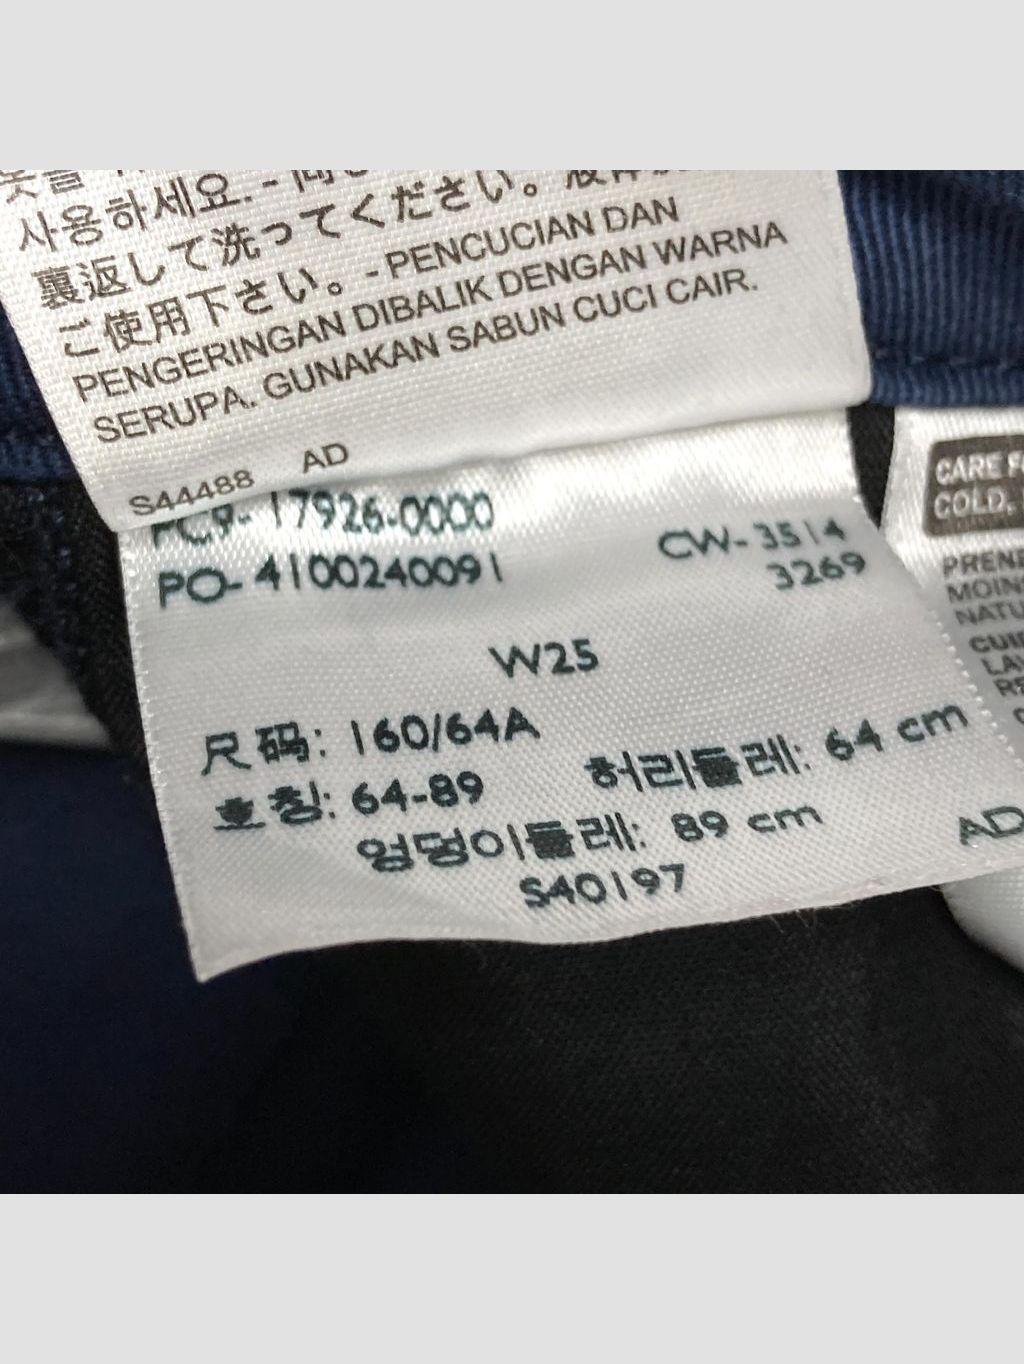 사용하세요. -
裏返して洗ってください。
ご使用下さい。 - PENCUCIAN DAN
PENGERINGAN DIBALIK DENGAN WARNA
SERUPA. GUNAKAN SABUN CUCI CAIR.
S44488 AD
PC9-17926-0000
PO-4100240091
CW-3514
3269
W25
尺码: 160/64A
호칭: 64-89
허리둘레: 64 cm
엉덩이둘레: 89 cm
S40197
CARE
COLD.
AD